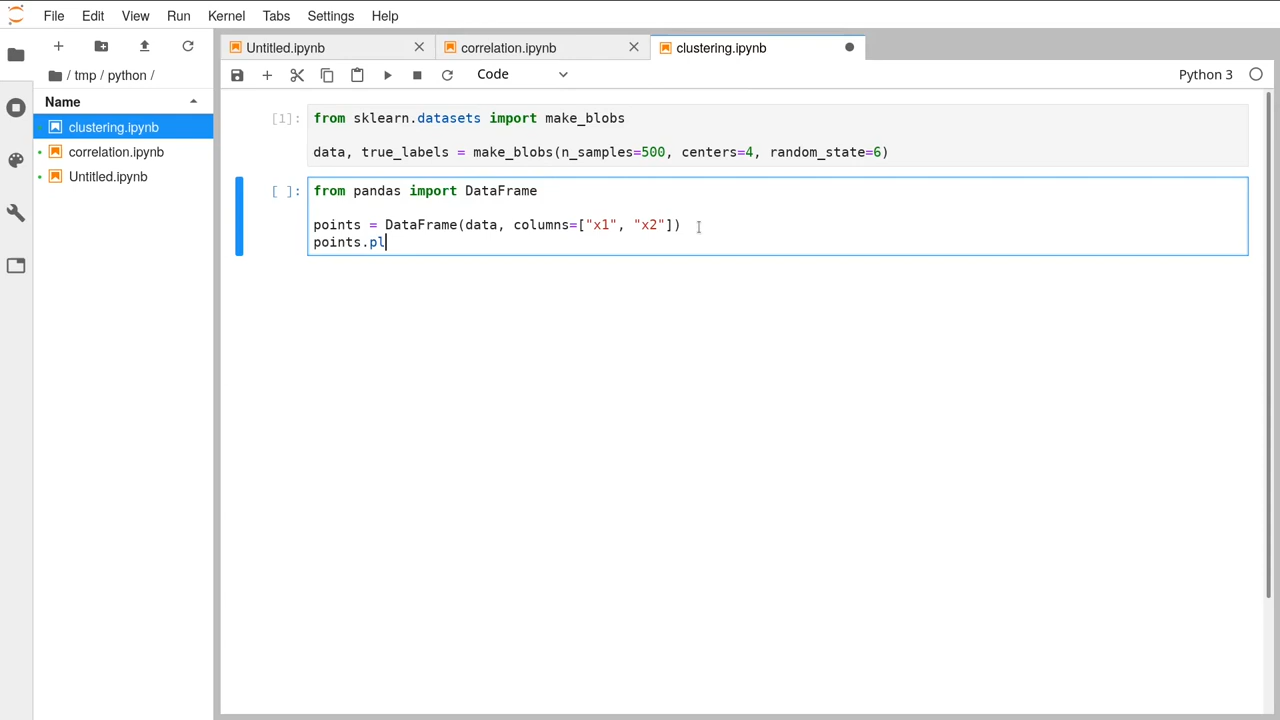 File Edit View Run Kernel Tabs Settings Help
/ tmp / python /
Name
clustering.ipynb
correlation.ipynb
Untitled.ipynb
Untitled.ipynb correlation.ipynb clustering.ipynb
Code Python 3
[1]: from sklearn.datasets import make_blobs
data, true_labels = make_blobs(n_samples=500, centers=4, random_state=6)
[ ]: from pandas import DataFrame
points = DataFrame(data, columns=["x1", "x2"])
points.pl